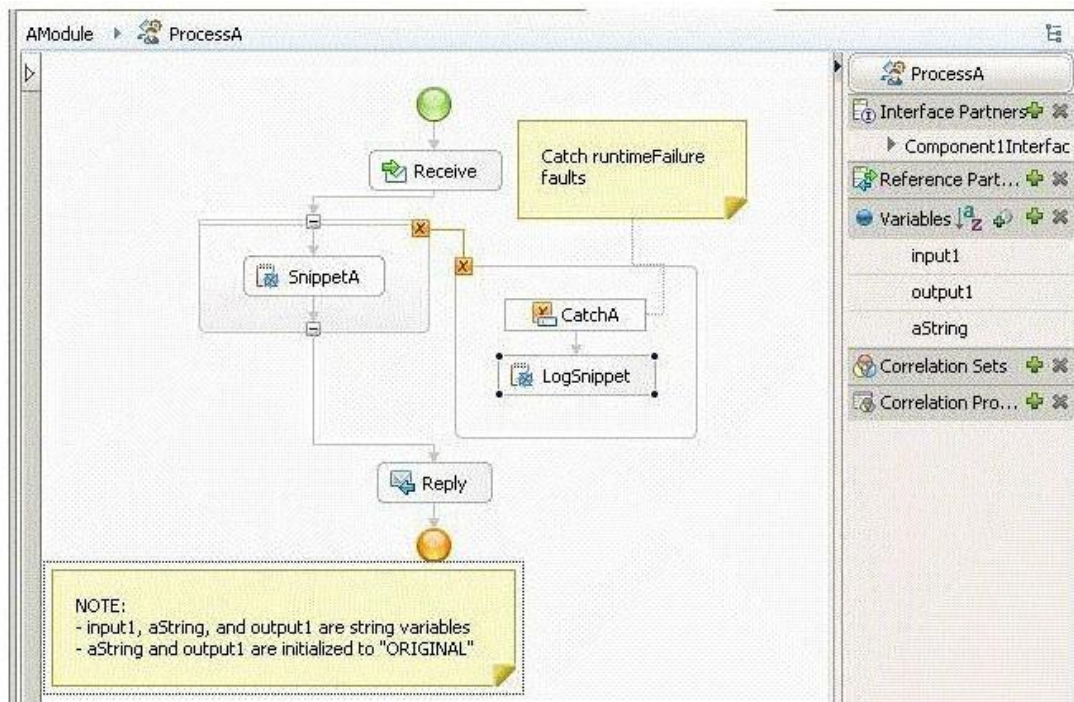 AModule
ProcessA
Receive
Catch runtimeFailure
faults
SnippetA
CatchA
LogSnippet
Reply
NOTE:
- input1, aString, and output1 are string variables
- aString and output1 are initialized to "ORIGINAL"
ProcessA
Interface Partners
Component1Interfac
Reference Part...
Variables
input1
output1
aString
Correlation Sets
Correlation Pro...